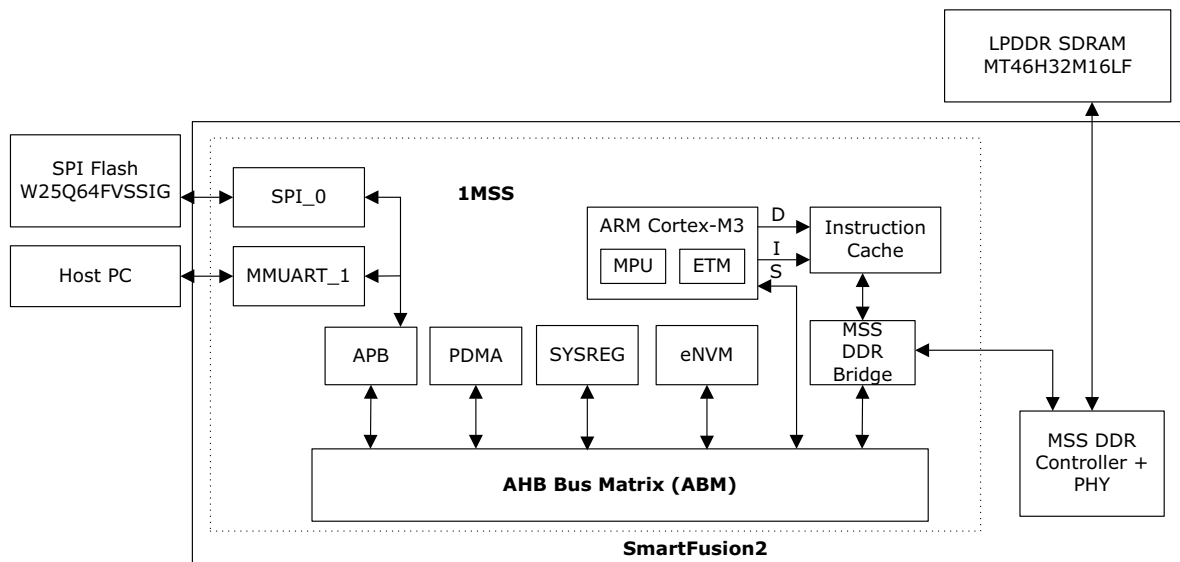 LPDDR SDRAM
MT46H32M16LF
SPI Flash
W25Q64FVSSIG
SPI_0
1MSS
ARM Cortex-M3
MPU
ETM
D
I
S
Instruction
Cache
Host PC
MMUART_1
APB
PDMA
SYSREG
eNVM
MSS
DDR
Bridge
MSS DDR
Controller +
PHY
AHB Bus Matrix (ABM)
SmartFusion2